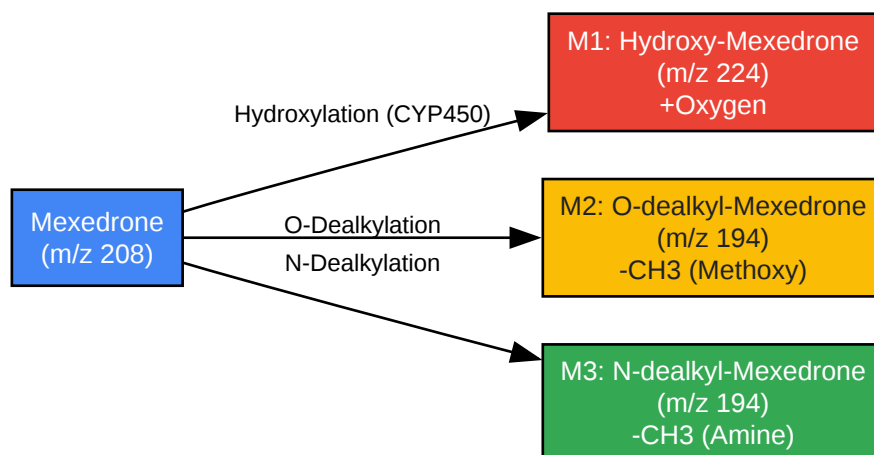 M1: Hydroxy-Mexedrone
(m/z 224)
+Oxygen
Hydroxylation (CYP450)
Mexedrone
(m/z 208)
O-Dealkylation
N-Dealkylation
M2: O-dealkyl-Mexedrone
(m/z 194)
-CH3 (Methoxy)
M3: N-dealkyl-Mexedrone
(m/z 194)
-CH3 (Amine)